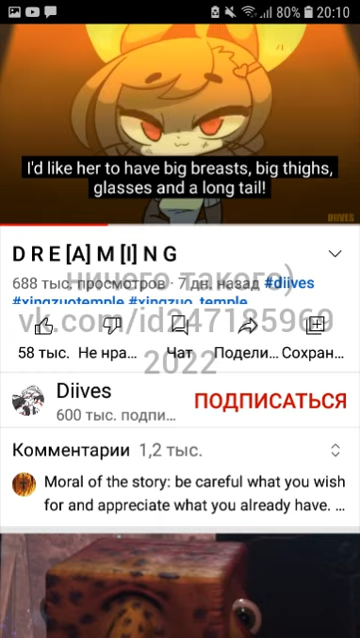 80% 20:10
I'd like her to have big breasts, big thighs,
glasses and a long tail!
DIIVES
D R E [A] M [I] N G
688 тыс. просмотров · 7 дн. назад #diives
#xingzuotemple #xingzuo_temple
ничего такого)
vk.com/id247185969
2022
58 тыс. Не нра... Чат Подели... Сохран...
Diives
600 тыс. подпи...
ПОДПИСАТЬСЯ
Комментарии 1,2 тыс.
Moral of the story: be careful what you wish
for and appreciate what you already have. ...